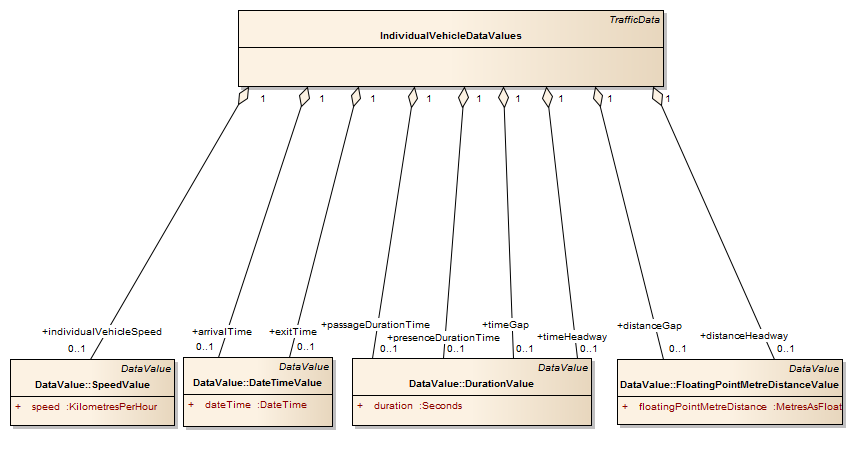 TrafficData
IndividualVehicleDataValues
1 1 1 1 1 1 1 1 1
+individualVehicleSpeed
0..1
+arrivalTime
0..1
+exitTime
0..1
+passageDurationTime
0..1
+presenceDurationTime
0..1
+timeGap
0..1
+timeHeadway
0..1
+distanceGap
0..1
+distanceHeadway
0..1
DataValue
DataValue::SpeedValue
+ speed :KilometresPerHour
DataValue
DataValue::DateTimeValue
+ dateTime :DateTime
DataValue
DataValue::DurationValue
+ duration :Seconds
DataValue
DataValue::FloatingPointMetreDistanceValue
+ floatingPointMetreDistance :MetresAsFloat